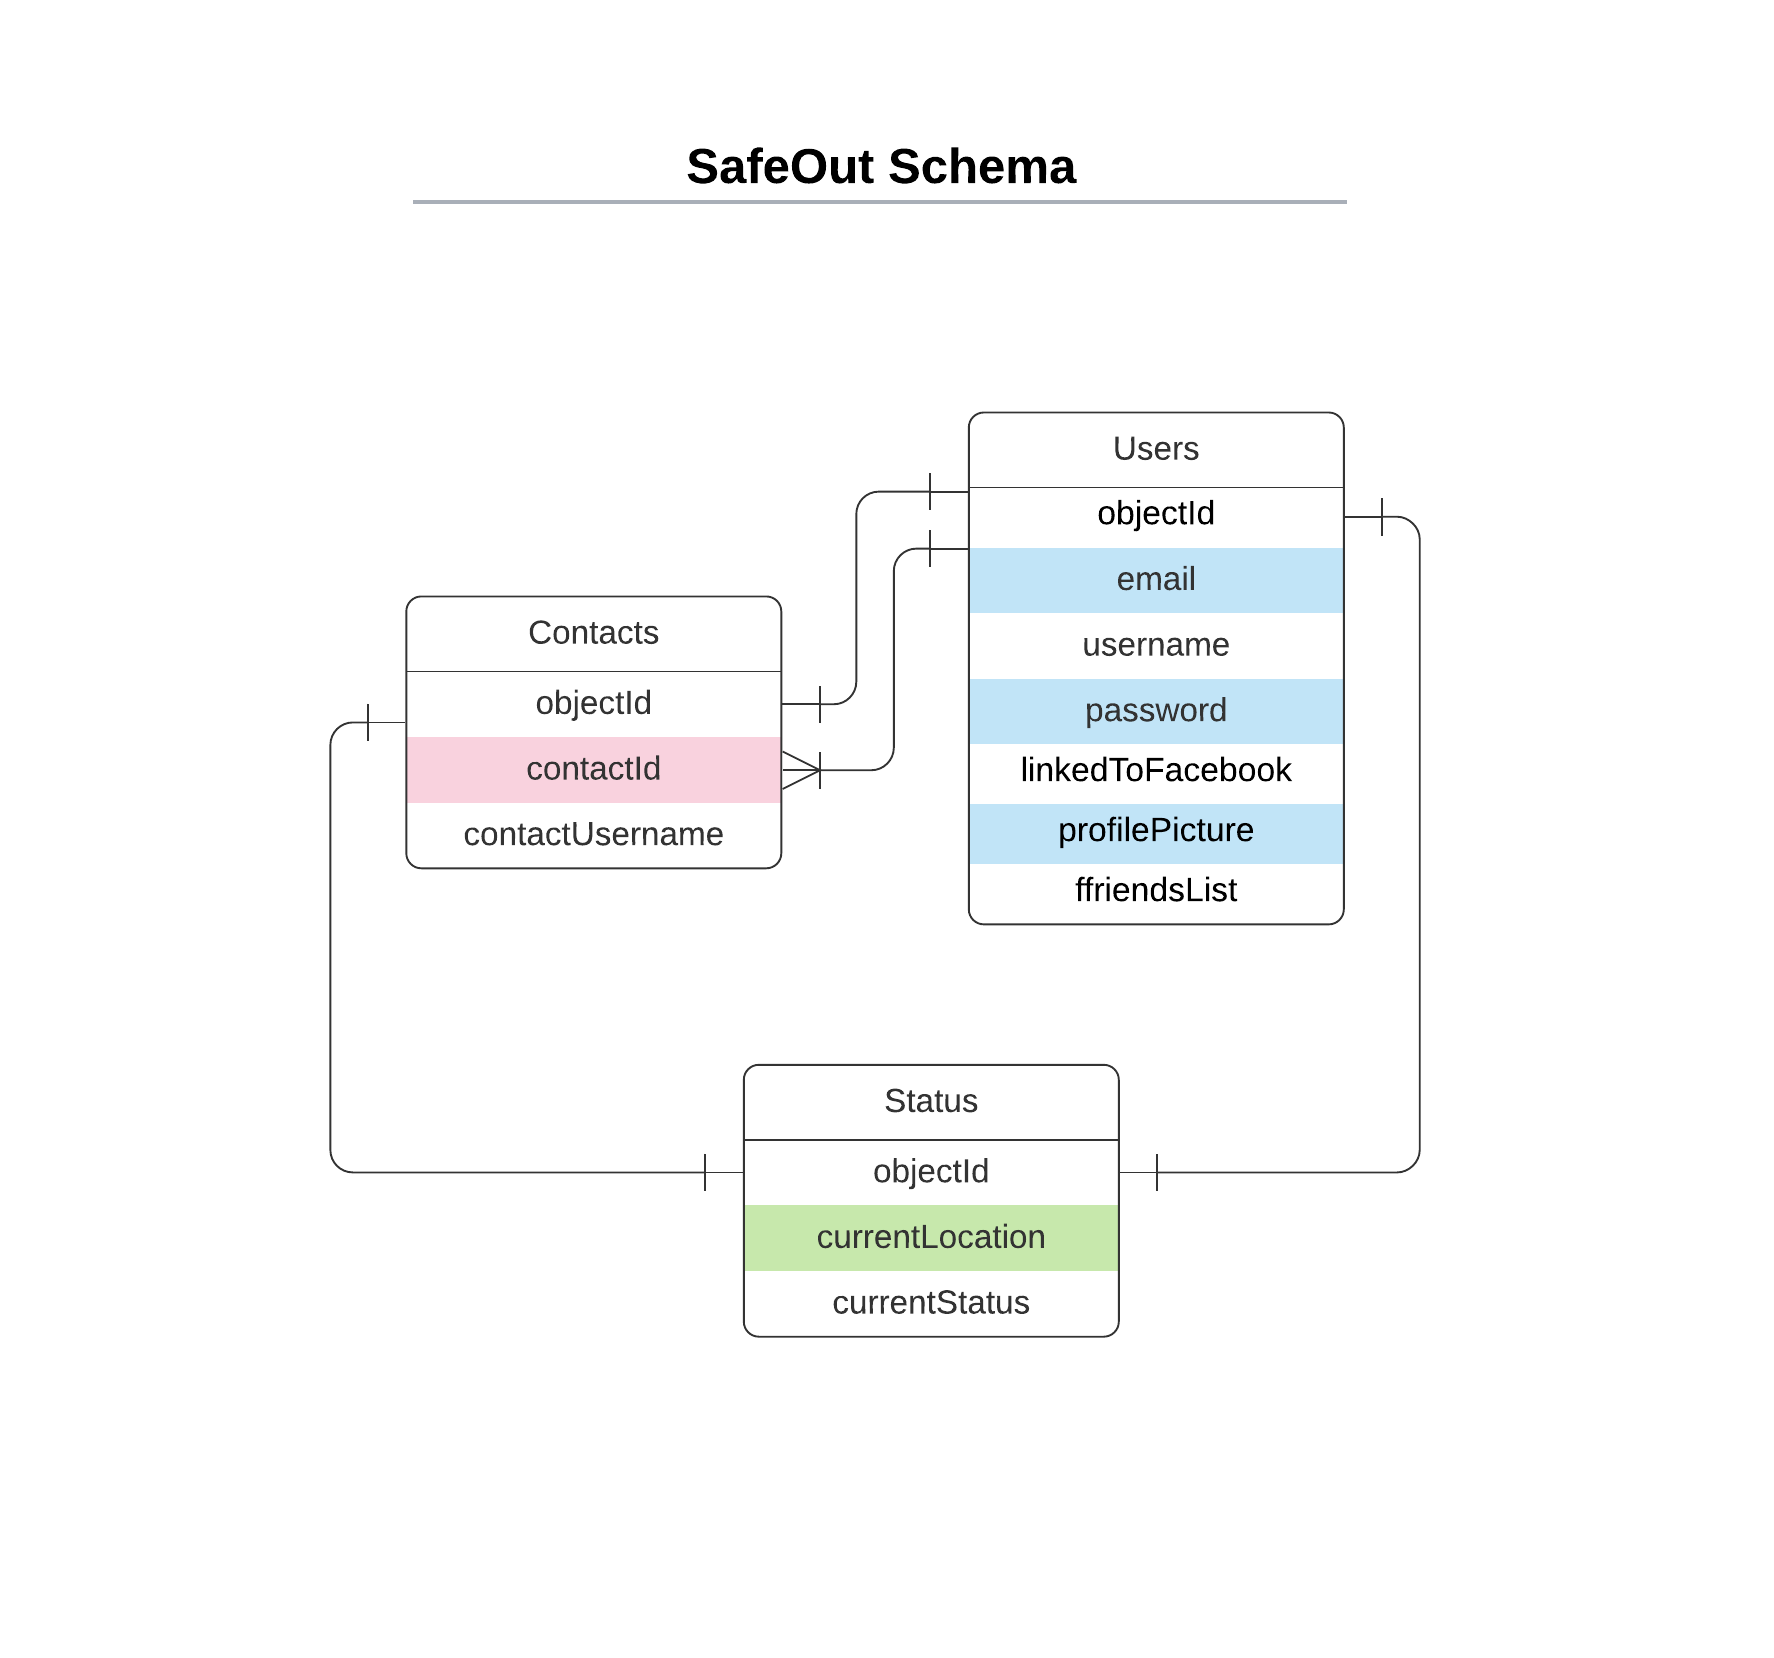 SafeOut Schema
Users
objectId
email
username
password
linkedToFacebook
profilePicture
ffriendsList
Contacts
objectId
contactId
contactUsername
Status
objectId
currentLocation
currentStatus